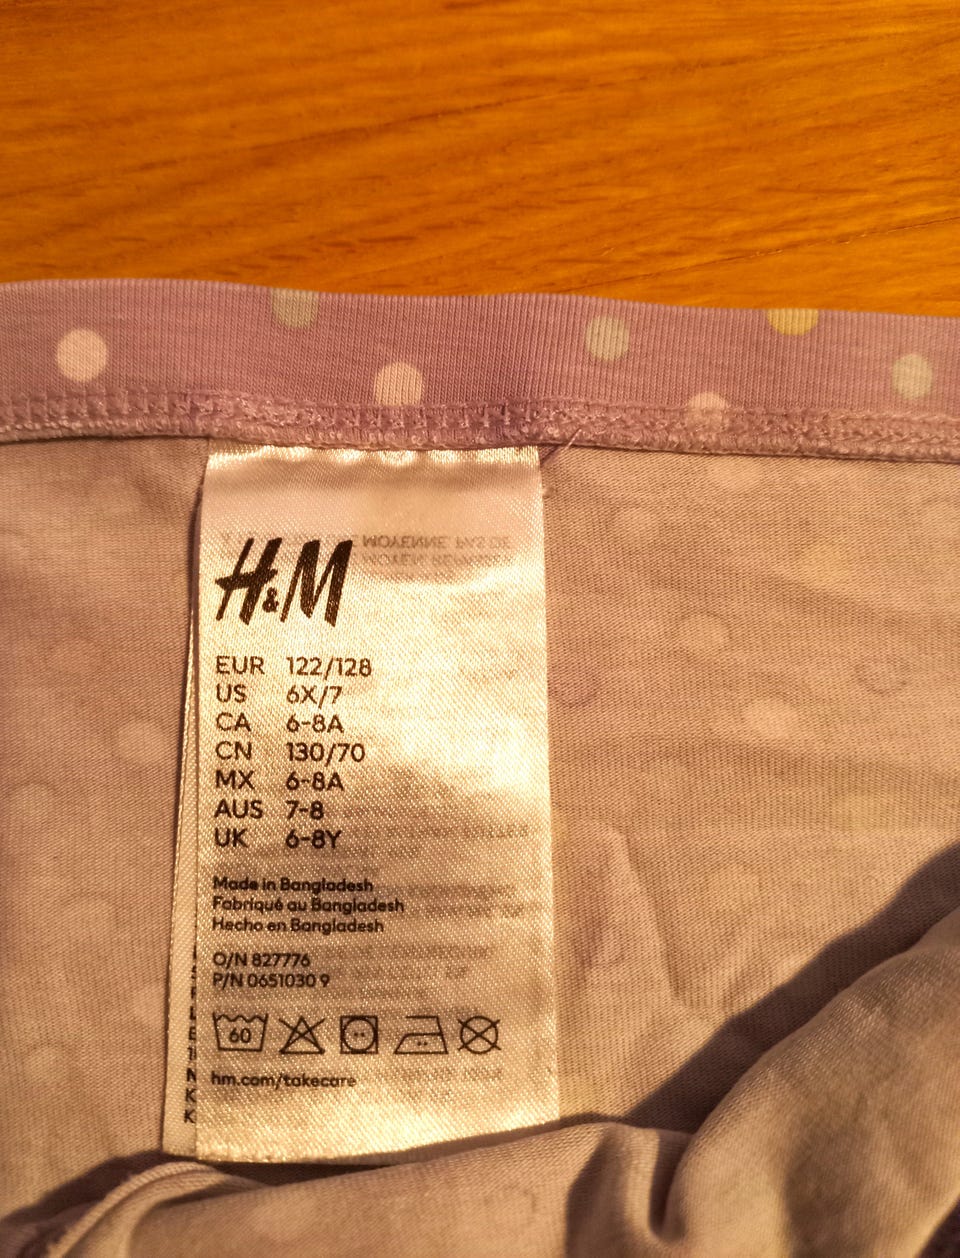 H&M
EUR 122/128
US 6X/7
CA 6-8A
CN 130/70
MX 6-8A
AUS 7-8
UK 6-8Y
Made in Bangladesh
Fabriqué au Bangladesh
Hecho en Bangladesh
O/N 827776
P/N 0651030 9
60
hm.com/takecare